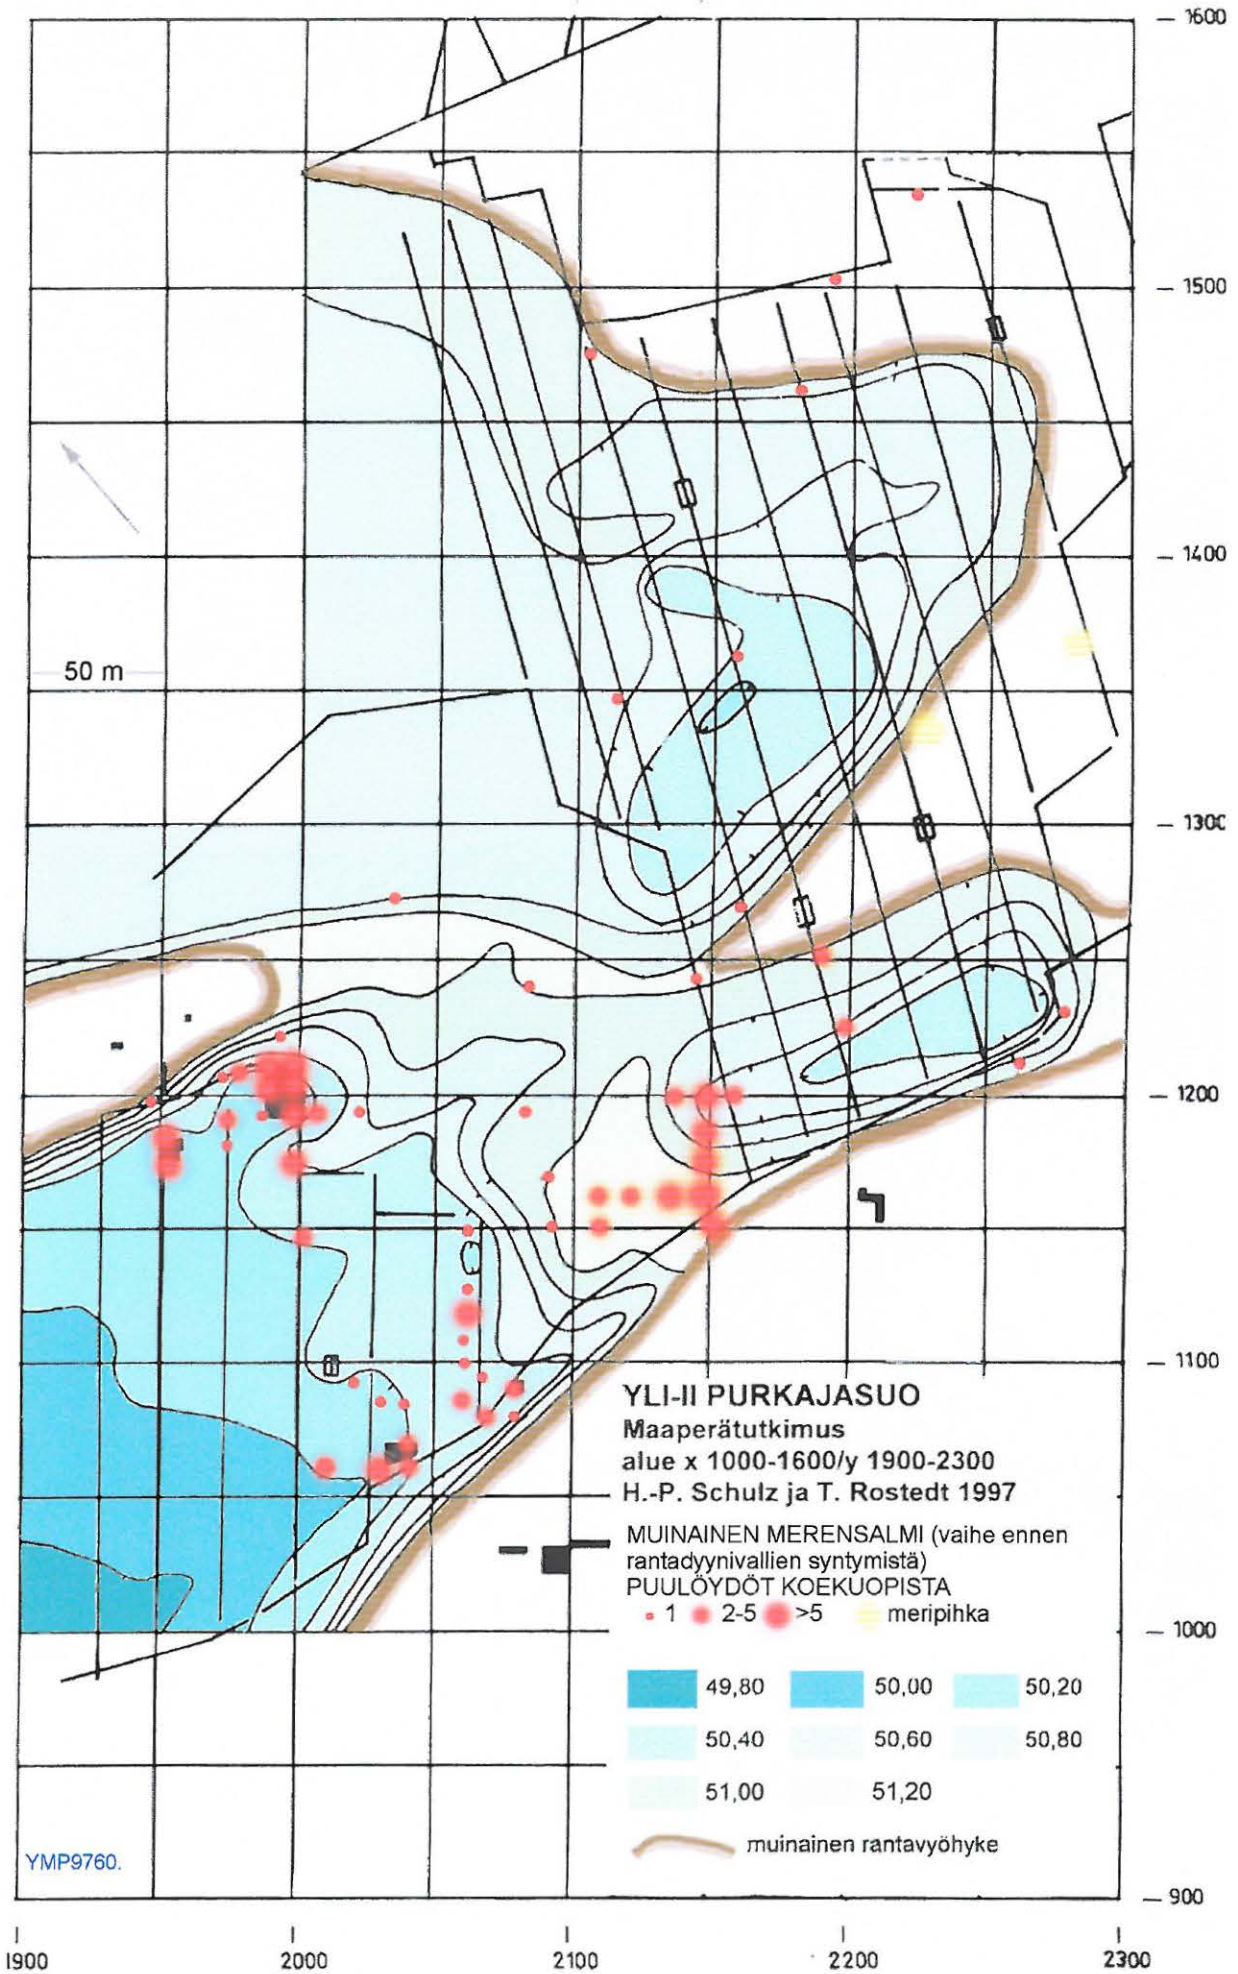 1600
1500
1400
50 m
1300
1200
1100
YLI-II PURKAJASUO
Maaperätutkimus
alue x 1000-1600/y 1900-2300
H.-P. Schulz ja T. Rostedt 1997
MUINAINEN MERENSALMI (vaihe ennen
rantadyynivallien syntymistä)
PUULÖYDÖT KOEKUOPISTA
1 2-5 >5 meripihka
1000
49,80 50,00 50,20
50,40 50,60 50,80
51,00 51,20
muinainen rantavyöhyke
YMP9760.
900
1900 2000 2100 2200 2300